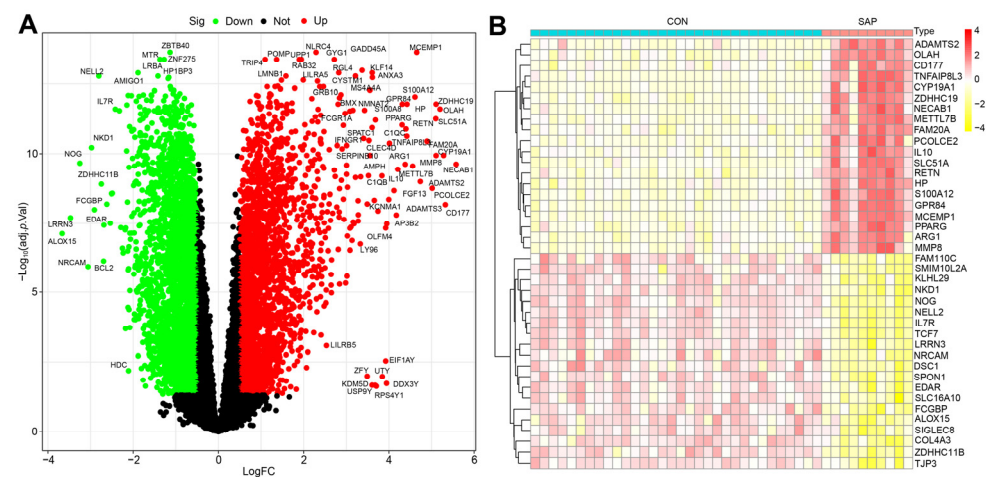 A
Sig Down Not Up
ZBTB40
MTR
ZNF275
LRBA
NELL2
HP1BP3
AMIGO1
IL7R
NKD1
NOG
ZDHHC11B
FCGBP
EDAR
LRRN3
ALOX15
NRCAM
BCL2
HDC
NLRC4
GADD45A
MCEMP1
POMP
UPP1
GYG1
TRIP4
RAB32
RGL4
KLF14
LMNB1
LILRA5
CYSTM1
ANXA3
MS4A4A
S100A12
GRB10
GPR84
ZDHHC19
SMX
NMNAT2
HP
OLAH
FCGR1A
S100A8
PPARG
RETN
SLC51A
SPATC1
C1QC
IFNGR1
TNFAIP8L3
FAM20A
CLEC4D
CYP19A1
SERPINB10
ARG1
MMP8
NECAB1
AMPH
METTL7B
C1QB
IL10
ADAMTS2
FGF13
PCOLCE2
KCNMA1
ADAMTS3
CD177
AP3B2
OLFM4
LY96
LILRB5
EIF1AY
ZFY
UTY
KDM5D
DDX3Y
USP9Y
RPS4Y1
−Log10(adj.p.Val)
10
5
0
−4 −2 0 2 4 6
LogFC
B
CON SAP
Type
4
2
0
−2
−4
ADAMTS2
OLAH
CD177
TNFAIP8L3
CYP19A1
ZDHHC19
NECAB1
METTL7B
FAM20A
PCOLCE2
IL10
SLC51A
RETN
HP
S100A12
GPR84
MCEMP1
PPARG
ARG1
MMP8
FAM110C
SMIM10L2A
KLHL29
NKD1
NOG
NELL2
IL7R
TCF7
LRRN3
NRCAM
DSC1
SPON1
EDAR
SLC16A10
FCGBP
ALOX15
SIGLEC8
COL4A3
ZDHHC11B
TJP3